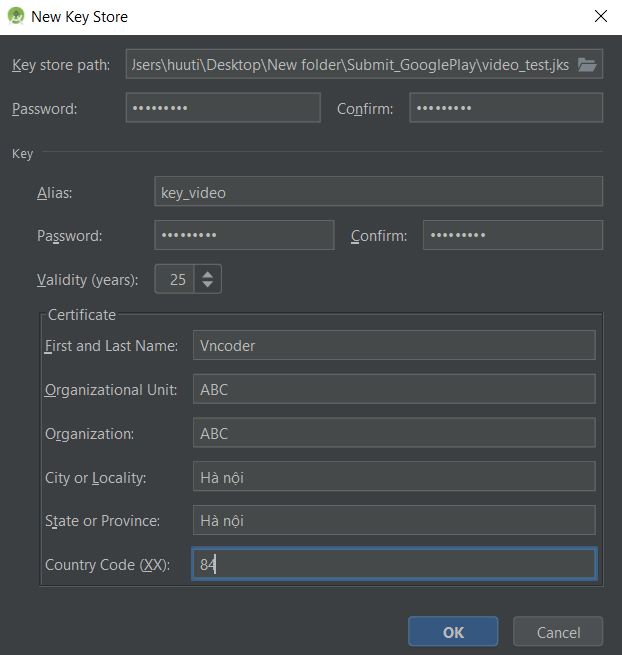 New Key Store
Key store path: Jsers\huuti\Desktop\New folder\Submit_GooglePlay\video_test.jks
Password: ••••••••• Confirm: •••••••••
Key
Alias: key_video
Password: ••••••••• Confirm: •••••••••
Validity (years): 25
Certificate
First and Last Name: Vncoder
Organizational Unit: ABC
Organization: ABC
City or Locality: Hà nội
State or Province: Hà nội
Country Code (XX): 84
OK Cancel